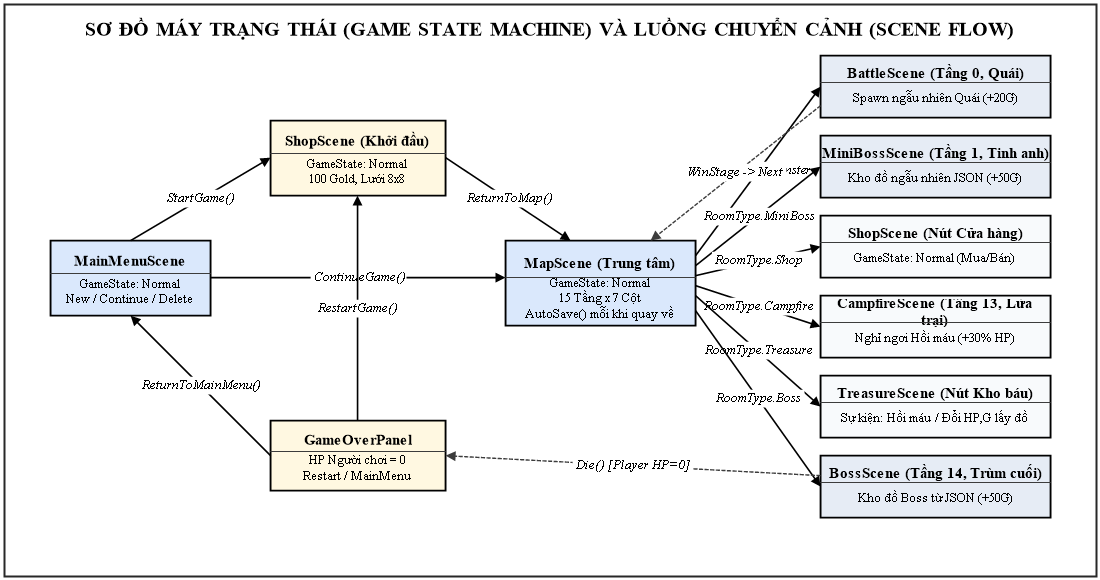 SƠ ĐỒ MÁY TRẠNG THÁI (GAME STATE MACHINE) VÀ LUỒNG CHUYỂN CẢNH (SCENE FLOW)
BattleScene (Tầng 0, Quái)
Spawn ngẫu nhiên Quái (+20G)
ShopScene (Khởi đầu)
GameState: Normal
100 Gold, Lưới 8x8
MiniBossScene (Tầng 1, Tinh anh)
Kho đồ ngẫu nhiên JSON (+50G)
WinStage -> Next
nster
StartGame()
ReturnToMap()
RoomType.MiniBoss
ShopScene (Nút Cửa hàng)
GameState: Normal (Mua/Bán)
MainMenuScene
GameState: Normal
New / Continue / Delete
ContinueGame()
RestartGame()
MapScene (Trung tâm)
GameState: Normal
15 Tầng x 7 Cột
AutoSave() mỗi khi quay về
RoomType.Shop
RoomType.Campfire
CampfireScene (Tầng 13, Lửa
trại)
Nghỉ ngơi Hồi máu (+30% HP)
RoomType.Treasure
ReturnToMainMenu()
RoomType.Boss
TreasureScene (Nút Kho báu)
Sự kiện: Hồi máu / Đổi HP,G lấy đồ
GameOverPanel
HP Người chơi = 0
Restart / MainMenu
Die() [Player HP=0]
BossScene (Tầng 14, Trùm cuối)
Kho đồ Boss từ JSON (+50G)